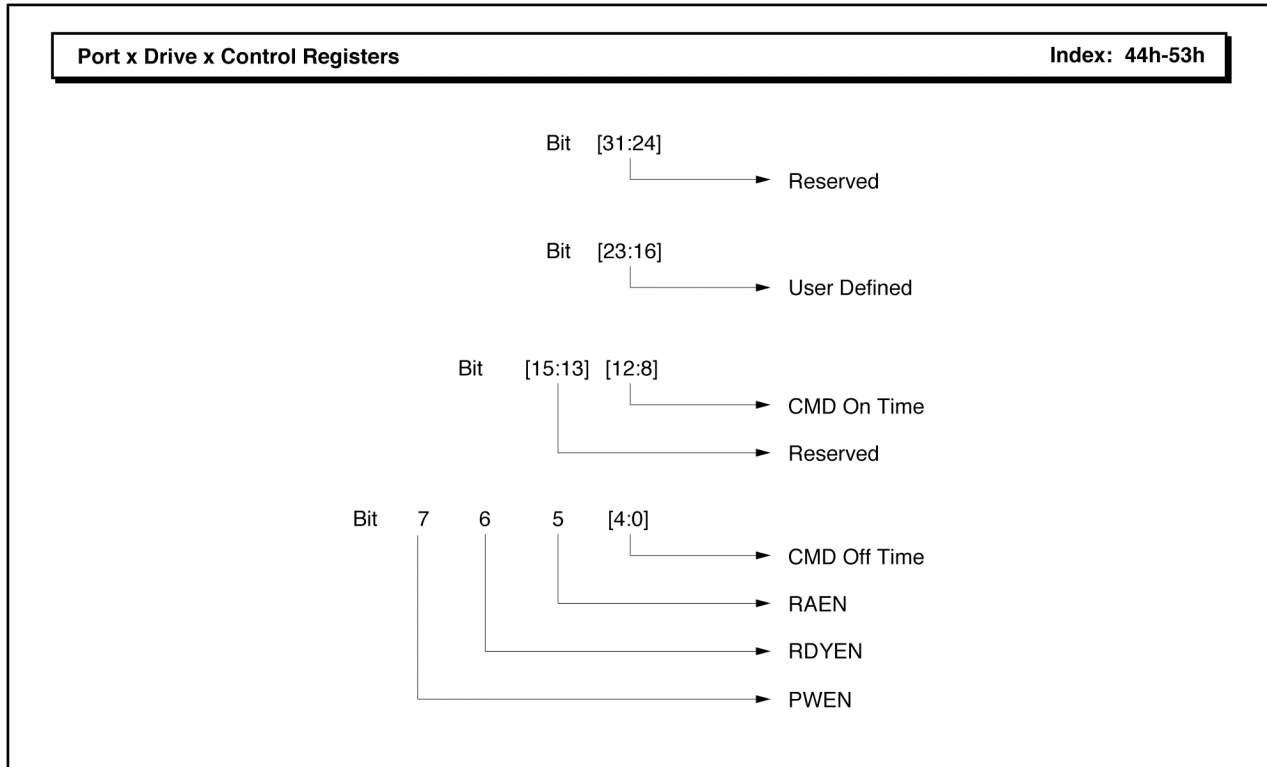 Port x Drive x Control Registers Index: 44h-53h
Bit [31:24]
Reserved
Bit [23:16]
User Defined
Bit [15:13] [12:8]
CMD On Time
Reserved
Bit 7 6 5 [4:0]
CMD Off Time
RAEN
RDYEN
PWEN